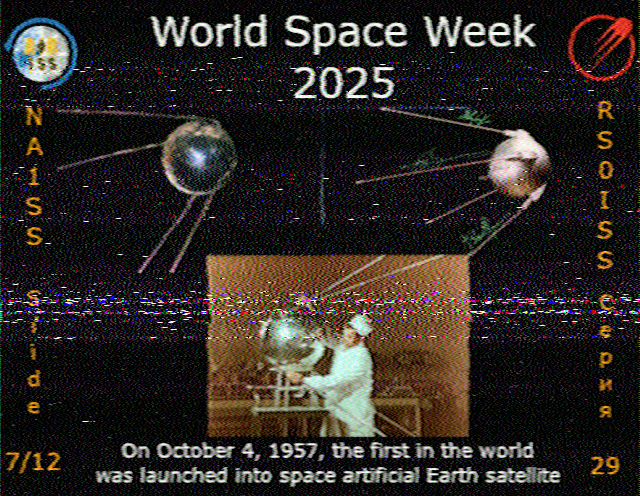 World Space Week
2025
ISS
NA1SS
Slide
7/12
RS0ISS
Серия
29
On October 4, 1957, the first in the world
was launched into space artificial Earth satellite